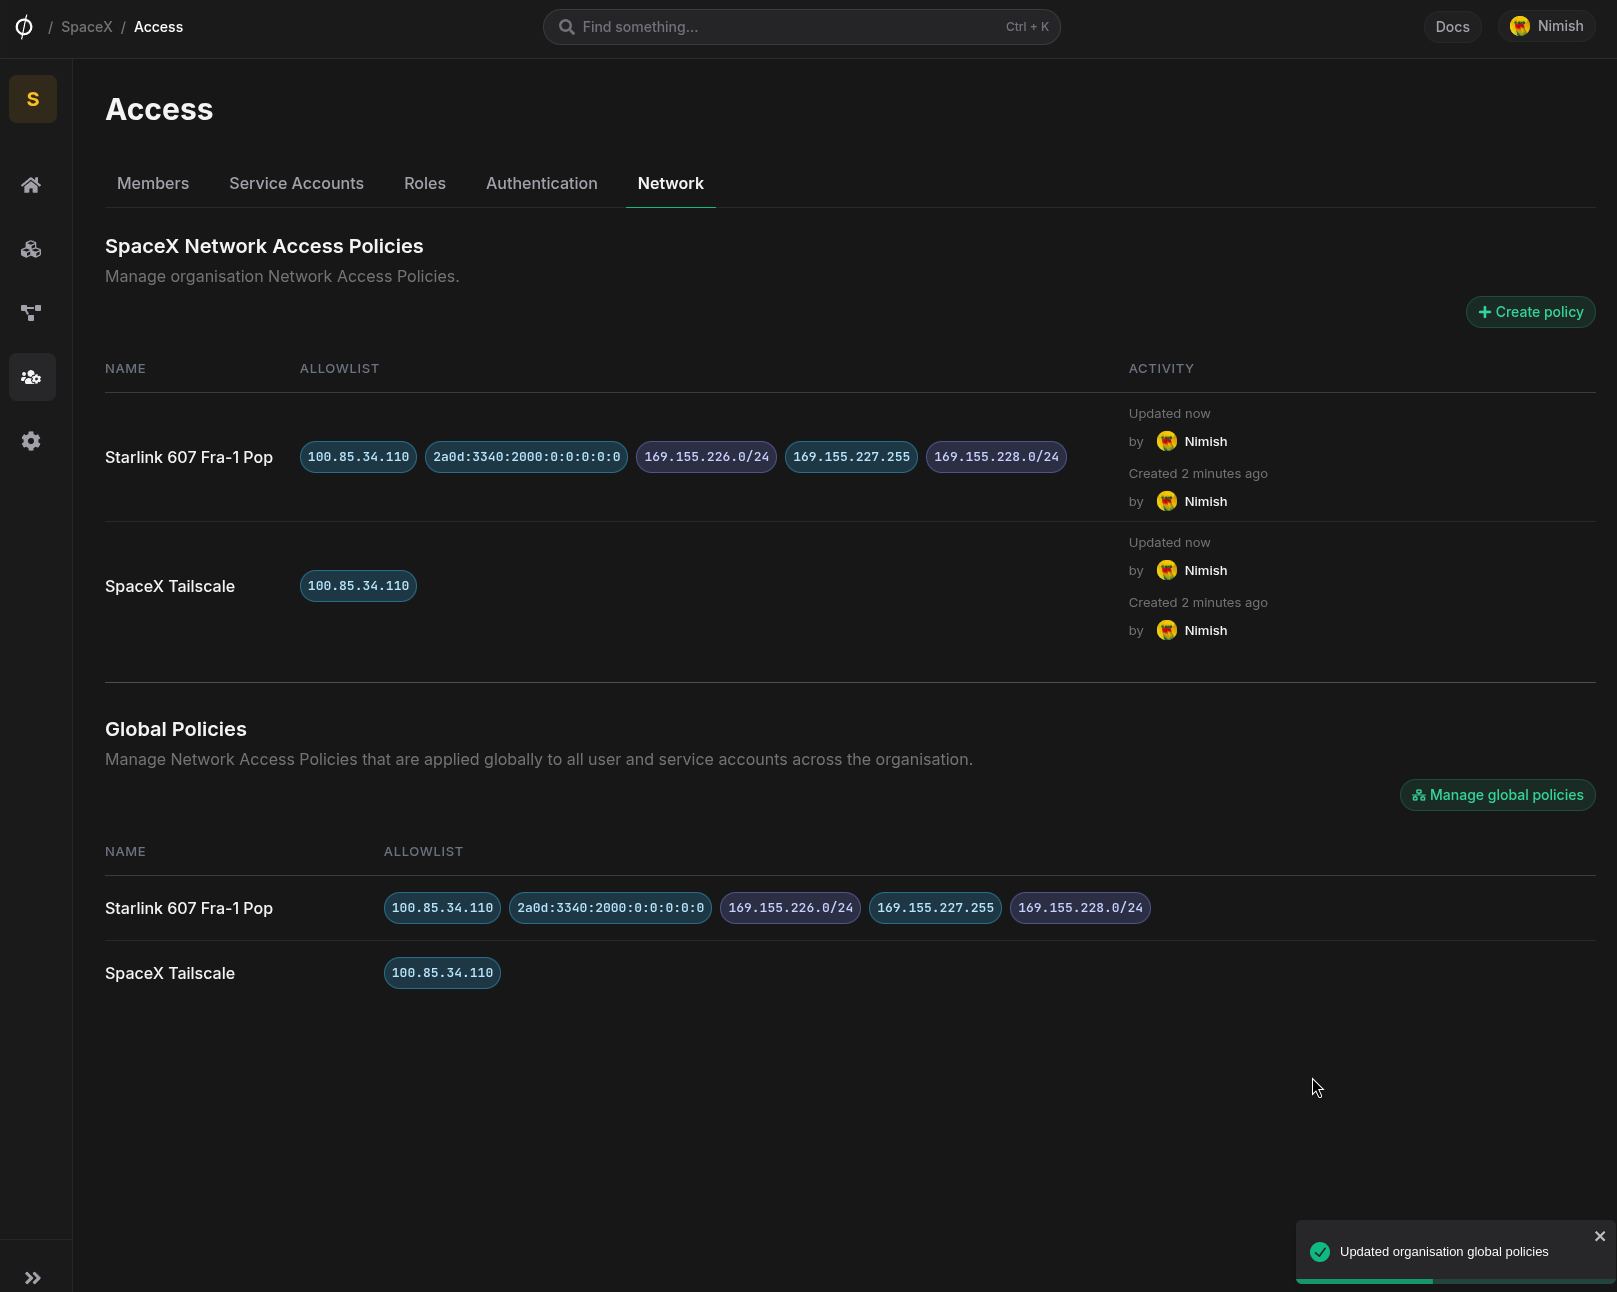 / SpaceX / Access
Find something... Ctrl + K
Docs
Nimish
S
Access
Members Service Accounts Roles Authentication Network
SpaceX Network Access Policies
Manage organisation Network Access Policies.
+ Create policy
NAME ALLOWLIST ACTIVITY
Updated now
by Nimish
Starlink 607 Fra-1 Pop 100.85.34.110 2a0d:3340:2000:0:0:0:0:0 169.155.226.0/24 169.155.227.255 169.155.228.0/24
Created 2 minutes ago
by Nimish
Updated now
by Nimish
SpaceX Tailscale 100.85.34.110
Created 2 minutes ago
by Nimish
Global Policies
Manage Network Access Policies that are applied globally to all user and service accounts across the organisation.
Manage global policies
NAME ALLOWLIST
Starlink 607 Fra-1 Pop 100.85.34.110 2a0d:3340:2000:0:0:0:0:0 169.155.226.0/24 169.155.227.255 169.155.228.0/24
SpaceX Tailscale 100.85.34.110
Updated organisation global policies